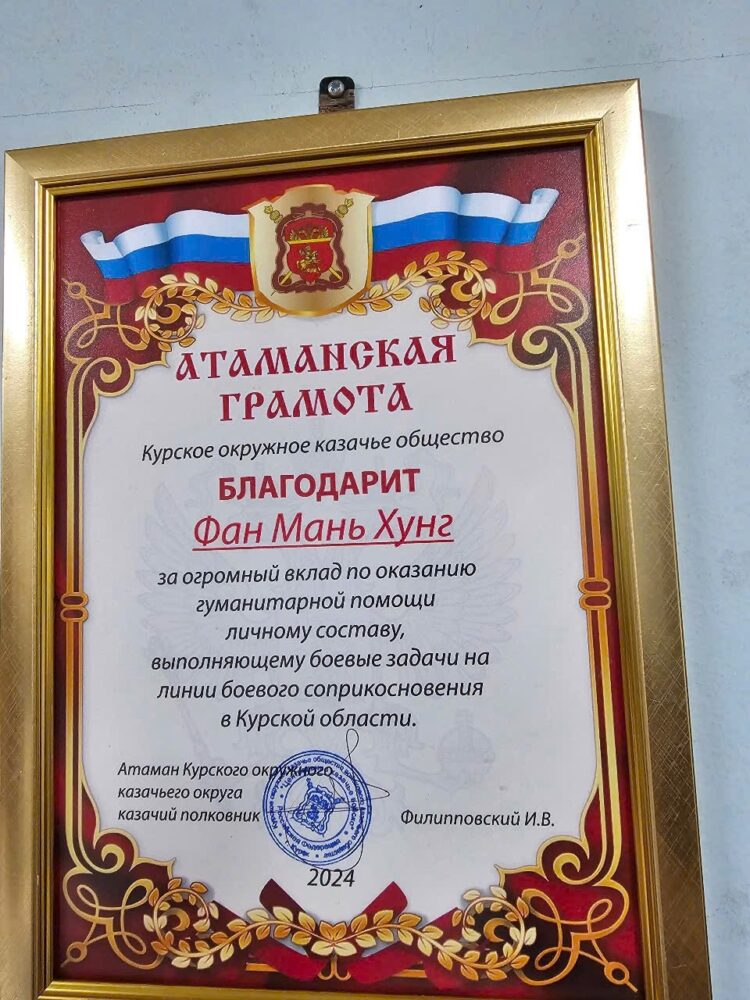 АТАМАНСКАЯ
ГРАМОТА
Курское окружное казачье общество
БЛАГОДАРИТ
Фан Мань Хунг
за огромный вклад по оказанию
гуманитарной помощи
личному составу,
выполняющему боевые задачи на
линии боевого соприкосновения
в Курской области.
Атаман Курского окружного
казачьего округа
казачий полковник
Филипповский И.В.
2024